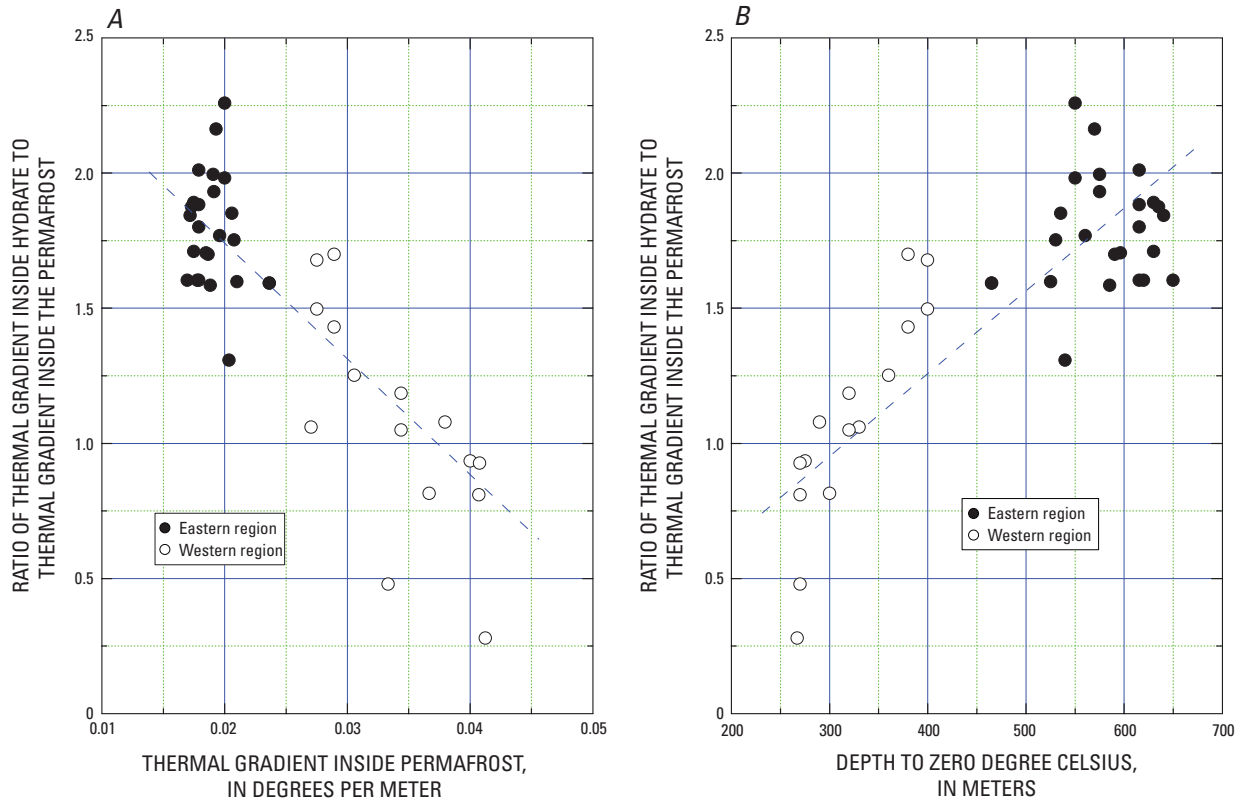 A
RATIO OF THERMAL GRADIENT INSIDE HYDRATE TO
THERMAL GRADIENT INSIDE THE PERMAFROST
2.5
2.0
1.5
1.0
0.5
0
Eastern region
Western region
0.01
0.02
0.03
0.04
0.05
THERMAL GRADIENT INSIDE PERMAFROST,
IN DEGREES PER METER
B
RATIO OF THERMAL GRADIENT INSIDE HYDRATE TO
THERMAL GRADIENT INSIDE THE PERMAFROST
2.5
2.0
1.5
1.0
0.5
0
Eastern region
Western region
200
300
400
500
600
700
DEPTH TO ZERO DEGREE CELSIUS,
IN METERS